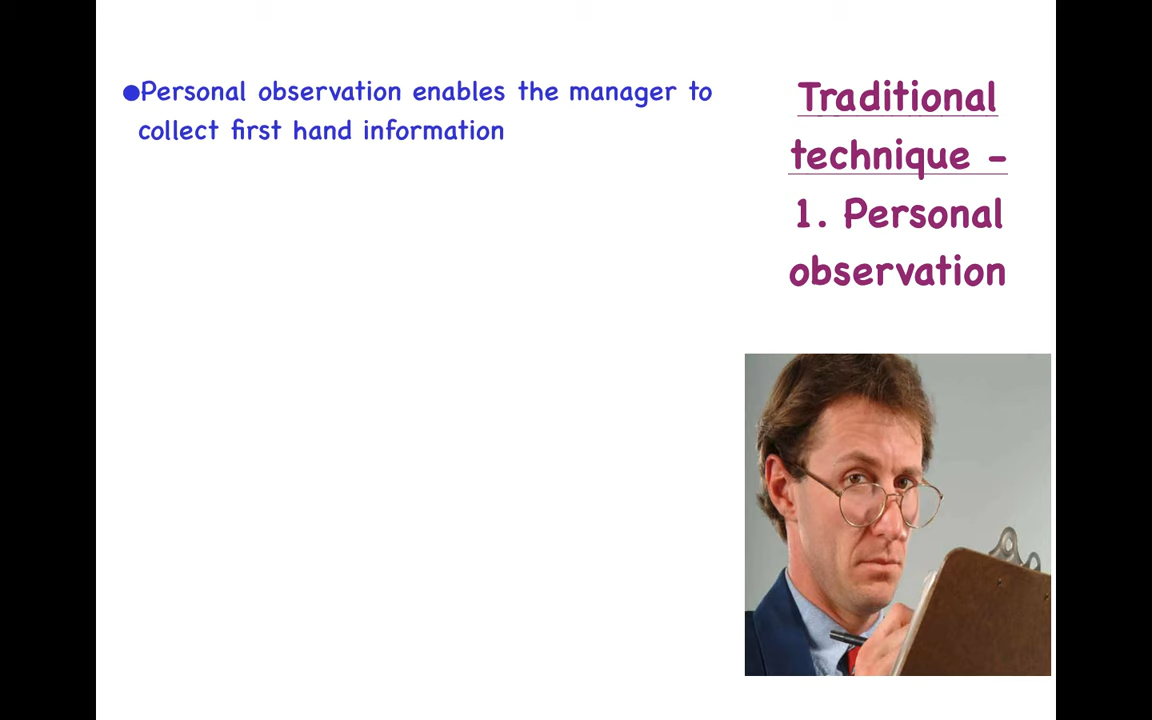 ●Personal observation enables the manager to
collect first hand information
Traditional
technique -
1. Personal
observation